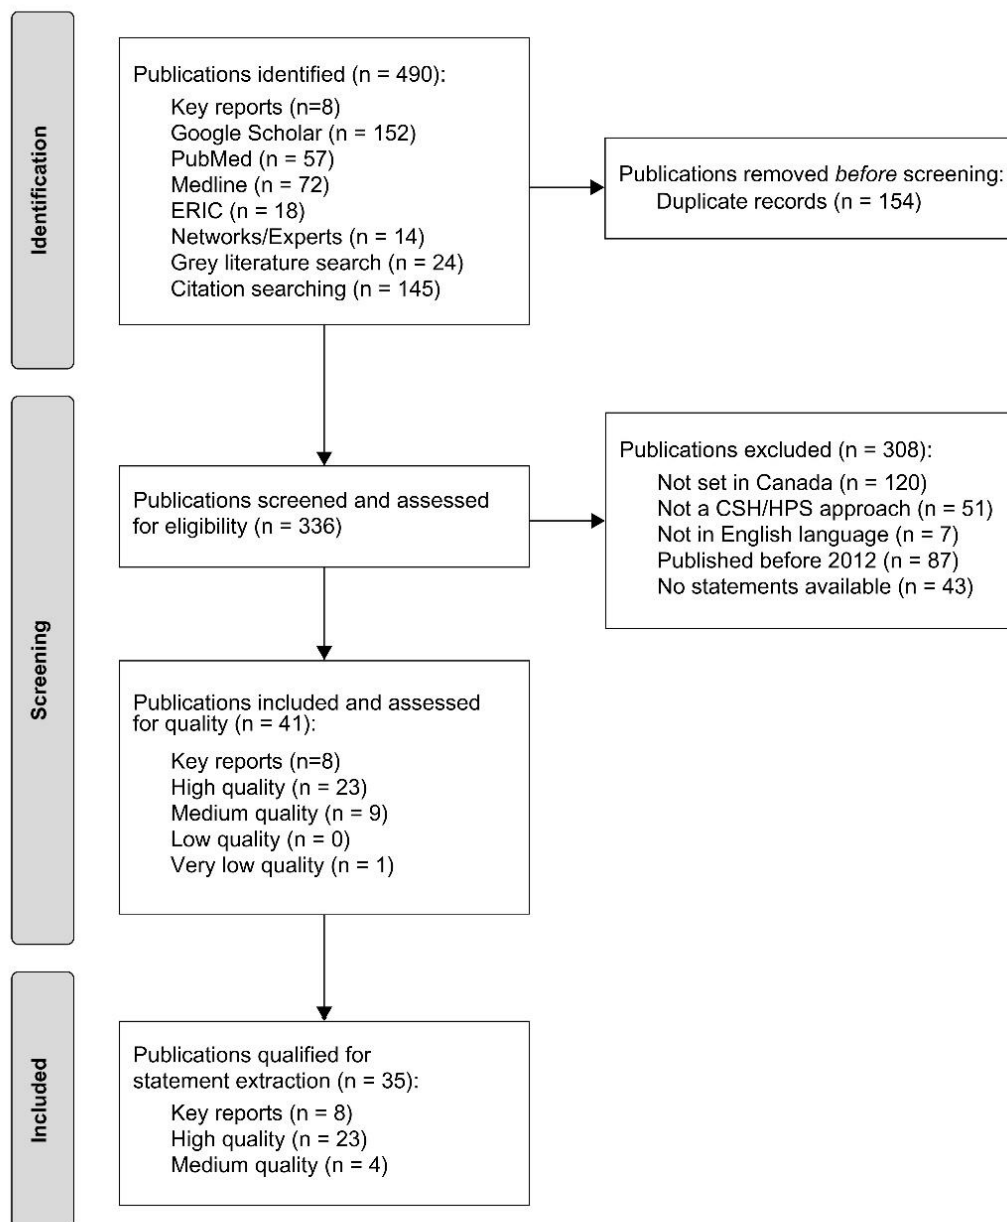 Identification
Publications identified (n = 490):
Key reports (n=8)
Google Scholar (n = 152)
PubMed (n = 57)
Medline (n = 72)
ERIC (n = 18)
Networks/Experts (n = 14)
Grey literature search (n = 24)
Citation searching (n = 145)
Publications removed before screening:
Duplicate records (n = 154)
Screening
Publications screened and assessed
for eligibility (n = 336)
Publications excluded (n = 308):
Not set in Canada (n = 120)
Not a CSH/HPS approach (n = 51)
Not in English language (n = 7)
Published before 2012 (n = 87)
No statements available (n = 43)
Publications included and assessed
for quality (n = 41):
Key reports (n=8)
High quality (n = 23)
Medium quality (n = 9)
Low quality (n = 0)
Very low quality (n = 1)
Included
Publications qualified for
statement extraction (n = 35):
Key reports (n = 8)
High quality (n = 23)
Medium quality (n = 4)